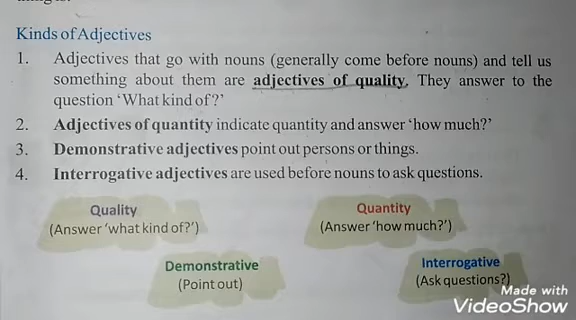 Kinds of Adjectives
1. Adjectives that go with nouns (generally come before nouns) and tell us
something about them are adjectives of quality. They answer to the
question ‘What kind of?’
2. Adjectives of quantity indicate quantity and answer ‘how much?’
3. Demonstrative adjectives point out persons or things.
4. Interrogative adjectives are used before nouns to ask questions.
Quality
(Answer ‘what kind of?’)
Quantity
(Answer ‘how much?’)
Demonstrative
(Point out)
Interrogative
(Ask questions?)
Made with
VideoShow